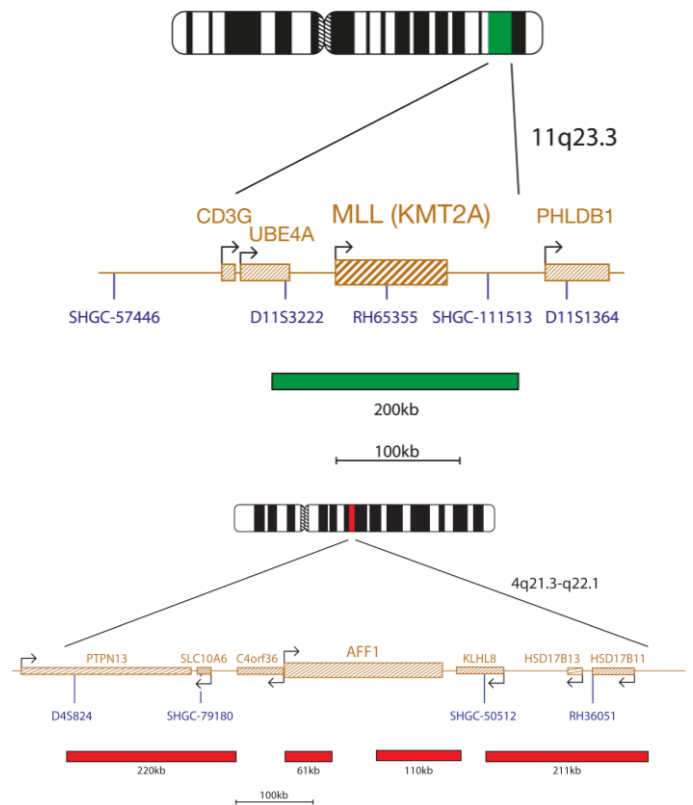 11q23.3
CD3G
UBE4A
MLL (KMT2A)
PHLDB1
SHGC-57446
D11S3222
RH65355
SHGC-111513
D11S1364
200kb
100kb
4q21.3-q22.1
PTPN13
SLC10A6
C4orf36
AFF1
KLHL8
HSD17B13
HSD17B11
D4S824
SHGC-79180
SHGC-50512
RH36051
220kb
61kb
110kb
211kb
100kb